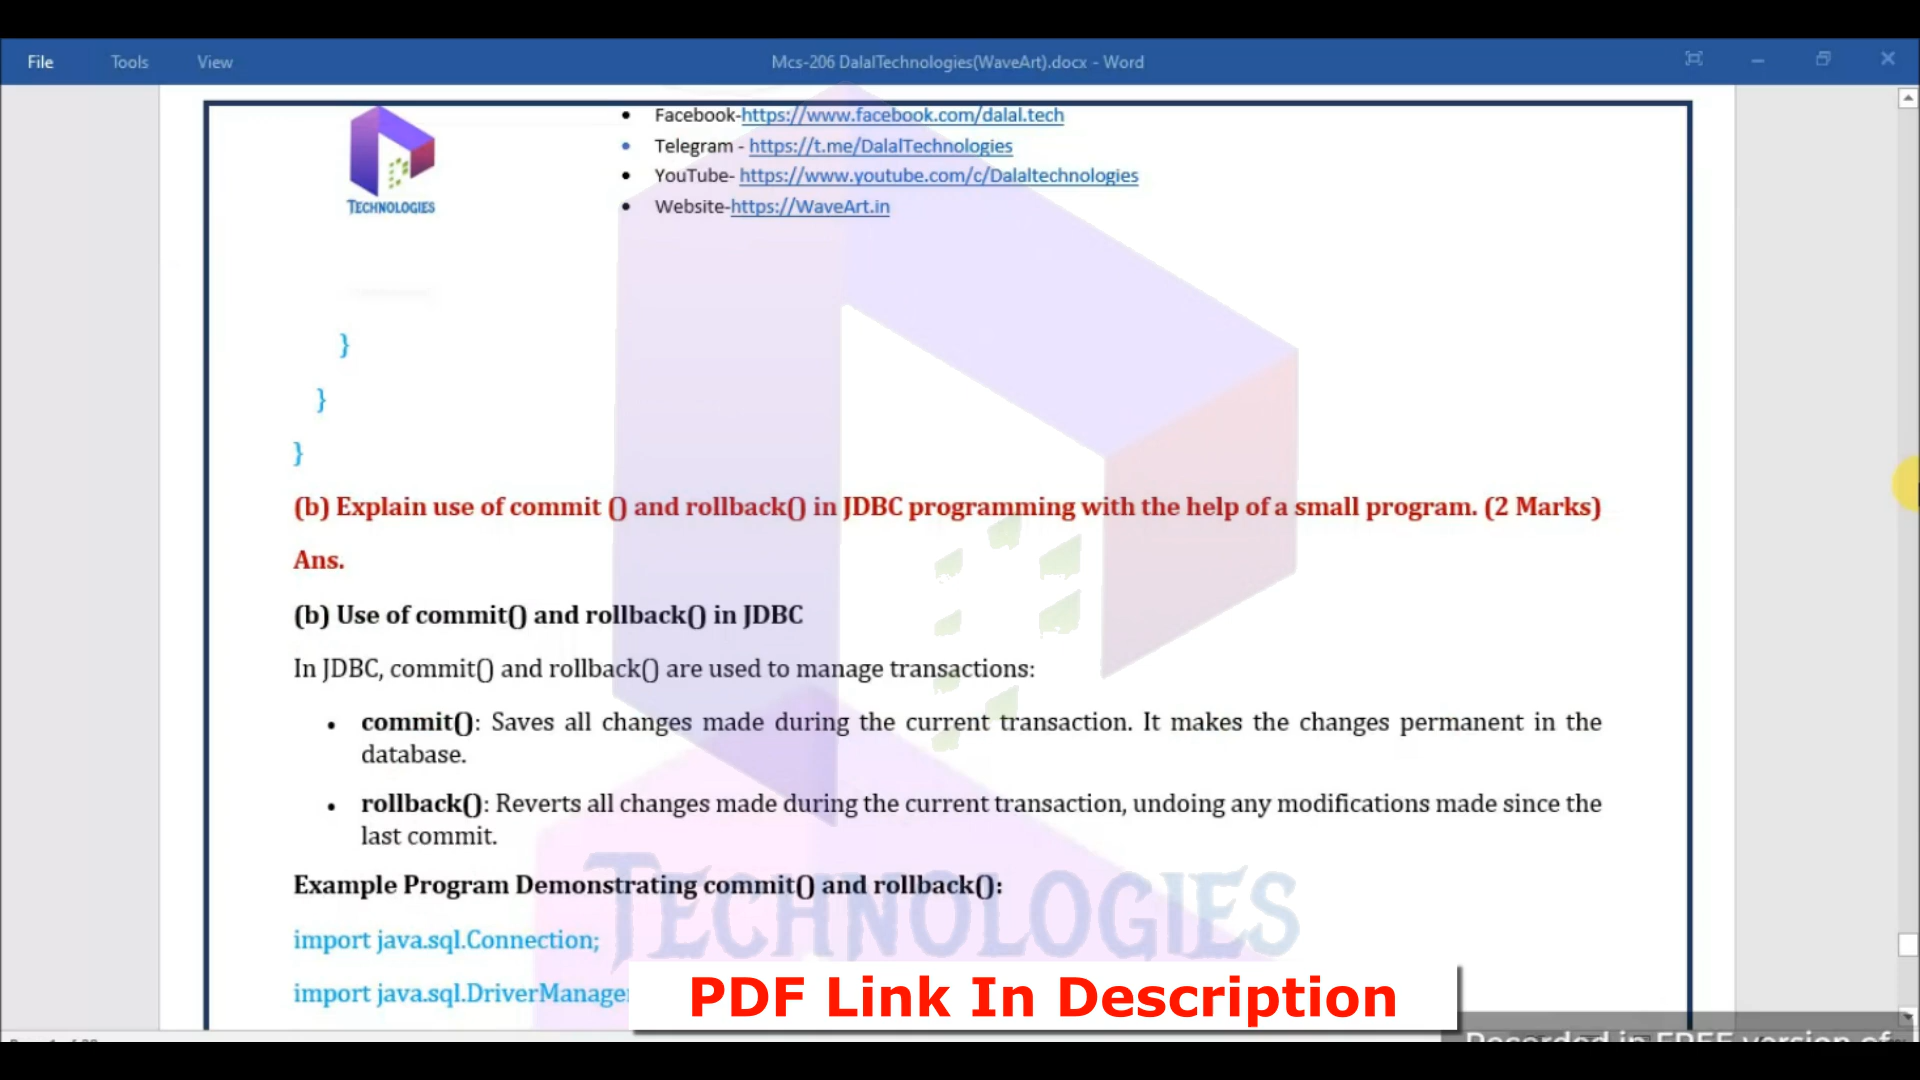 File Tools View Mcs-206 DalalTechnologies(WaveArt).docx - Word
• Facebook-https://www.facebook.com/dalal.tech
• Telegram - https://t.me/DalalTechnologies
• YouTube- https://www.youtube.com/c/Dalaltechnologies
• Website-https://WaveArt.in
TECHNOLOGIES
}
}
}
(b) Explain use of commit () and rollback() in JDBC programming with the help of a small program. (2 Marks)
Ans.
(b) Use of commit() and rollback() in JDBC
In JDBC, commit() and rollback() are used to manage transactions:
• commit(): Saves all changes made during the current transaction. It makes the changes permanent in the
database.
• rollback(): Reverts all changes made during the current transaction, undoing any modifications made since the
last commit.
Example Program Demonstrating commit() and rollback():
TECHNOLOGIES
import java.sql.Connection;
import java.sql.DriverManager
PDF Link In Description
Recorded in FREE version of